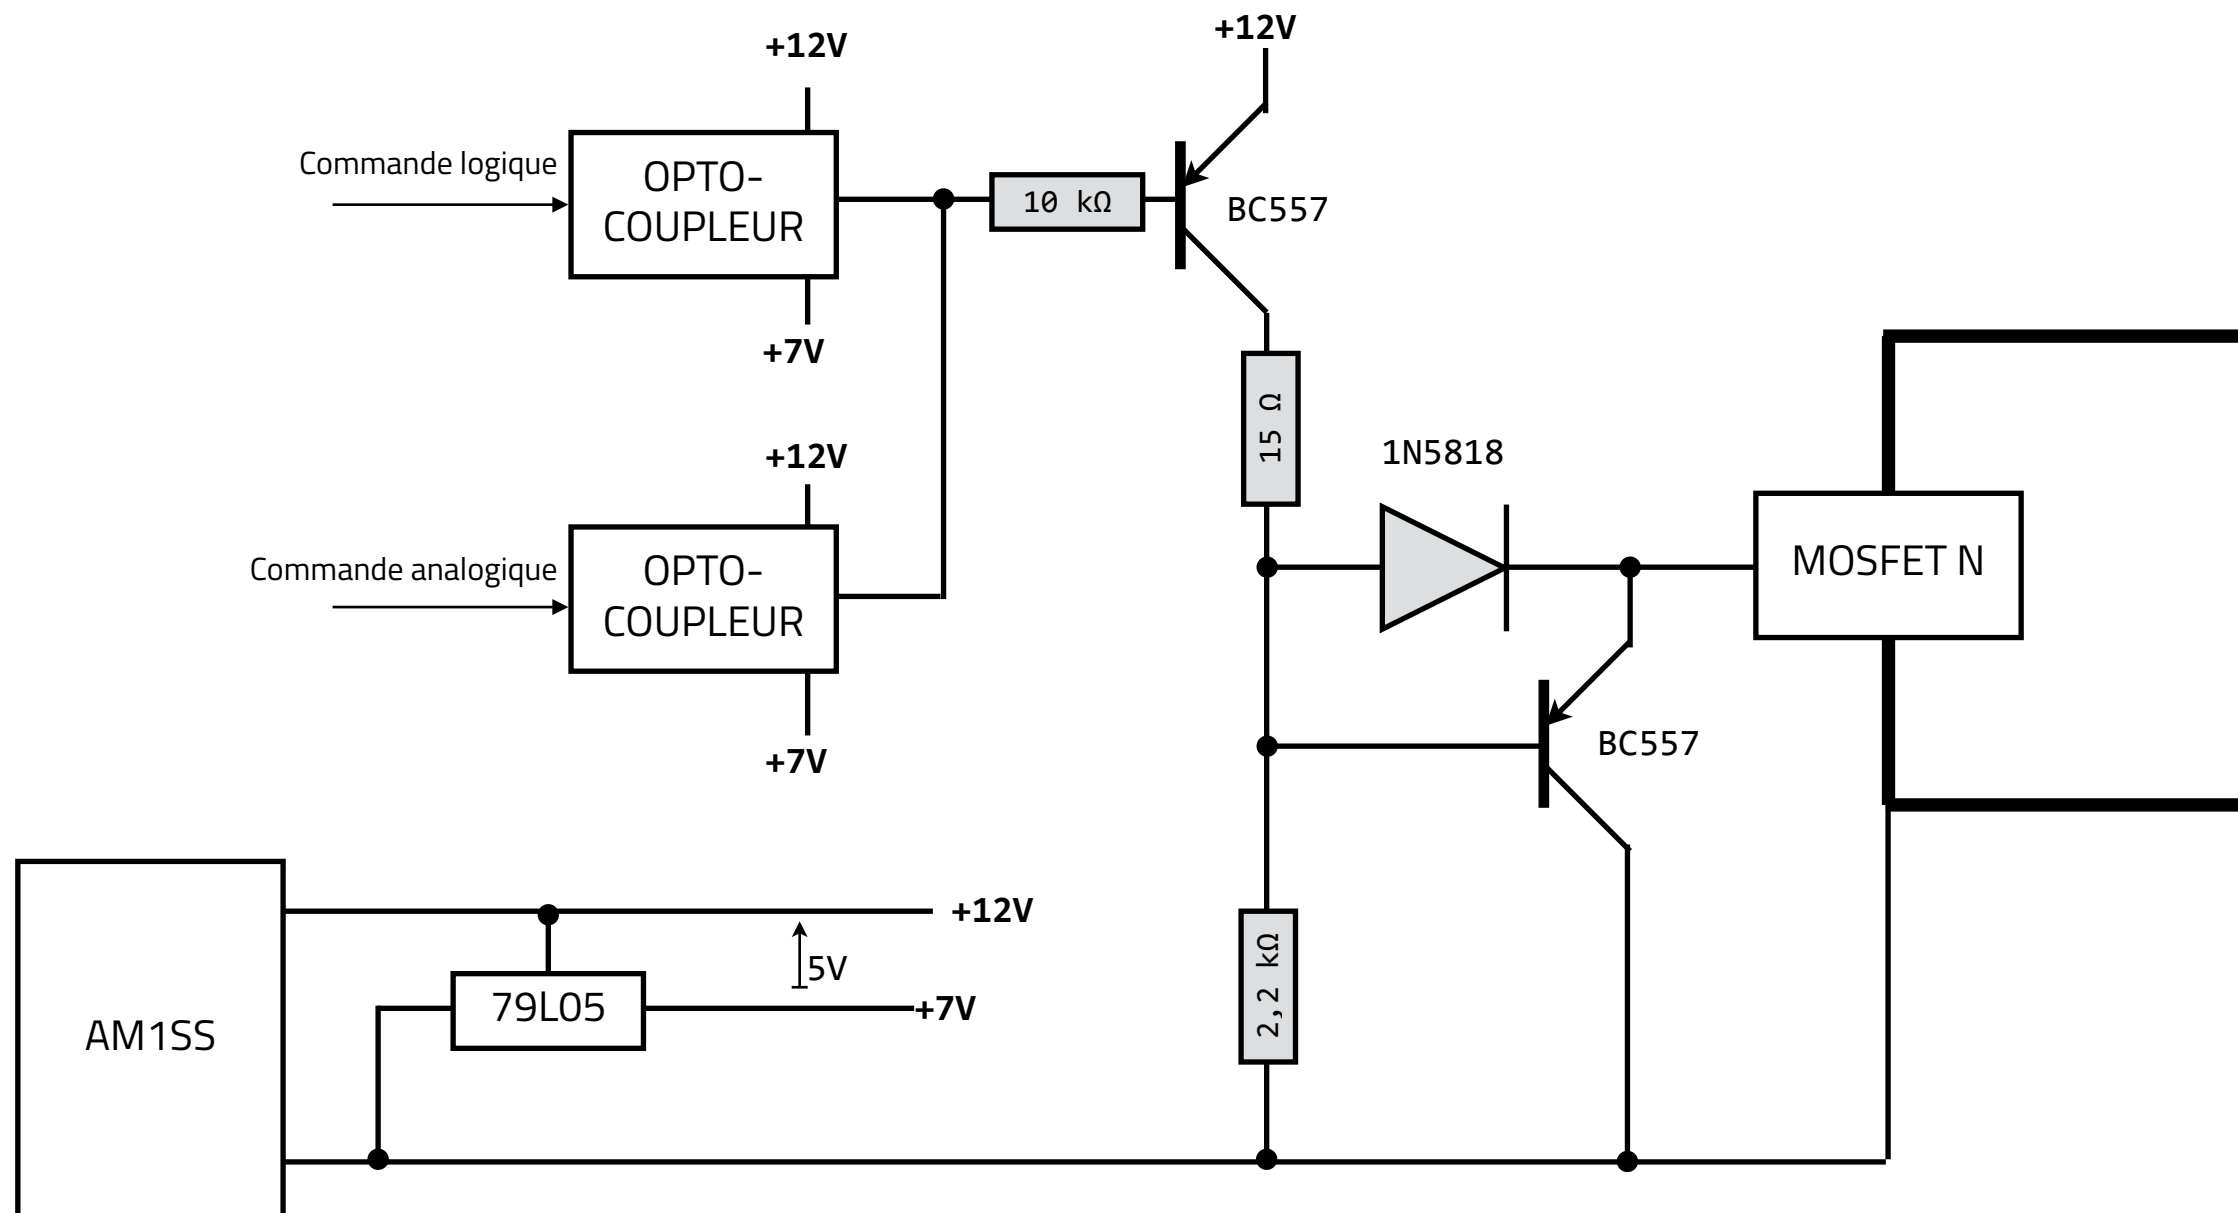 +12V
+12V
Commande logique
OPTO-
COUPLEUR
10 kΩ
BC557
+7V
15 Ω
+12V
1N5818
Commande analogique
OPTO-
COUPLEUR
MOSFET N
+7V
BC557
AM1SS
+12V
5V
79L05
+7V
2,2 kΩ